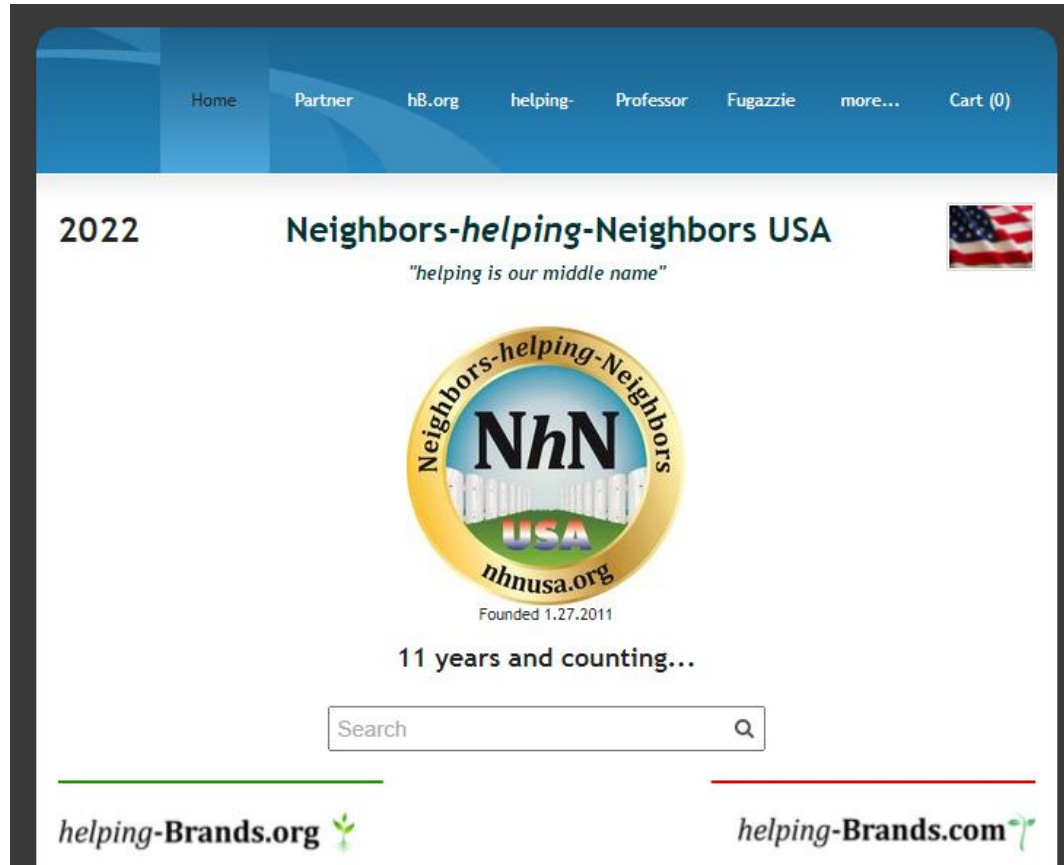 Home Partner hB.org helping- Professor Fugazzie more... Cart (0)
2022 Neighbors-helping-Neighbors USA
"helping is our middle name"
Neighbors-helping-Neighbors
NhN
USA
nhnusa.org
Founded 1.27.2011
11 years and counting...
Search
helping-Brands.org helping-Brands.com